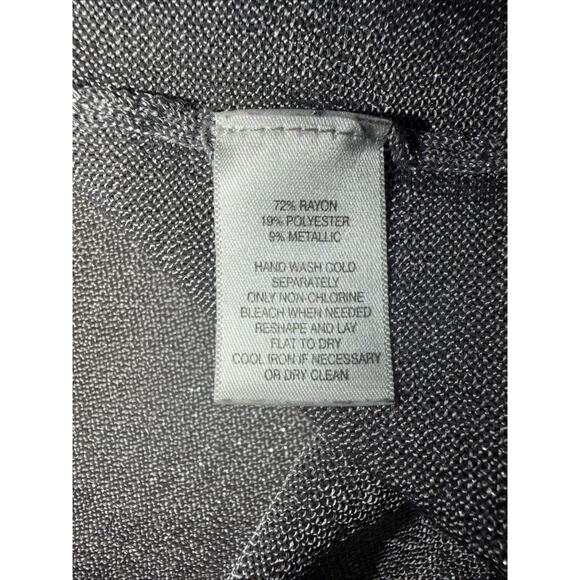 72% RAYON
19% POLYESTER
9% METALLIC
HAND WASH COLD
SEPARATELY
ONLY NON-CHLORINE
BLEACH WHEN NEEDED
RESHAPE AND LAY
FLAT TO DRY
COOL IRON IF NECESSARY
OR DRY CLEAN